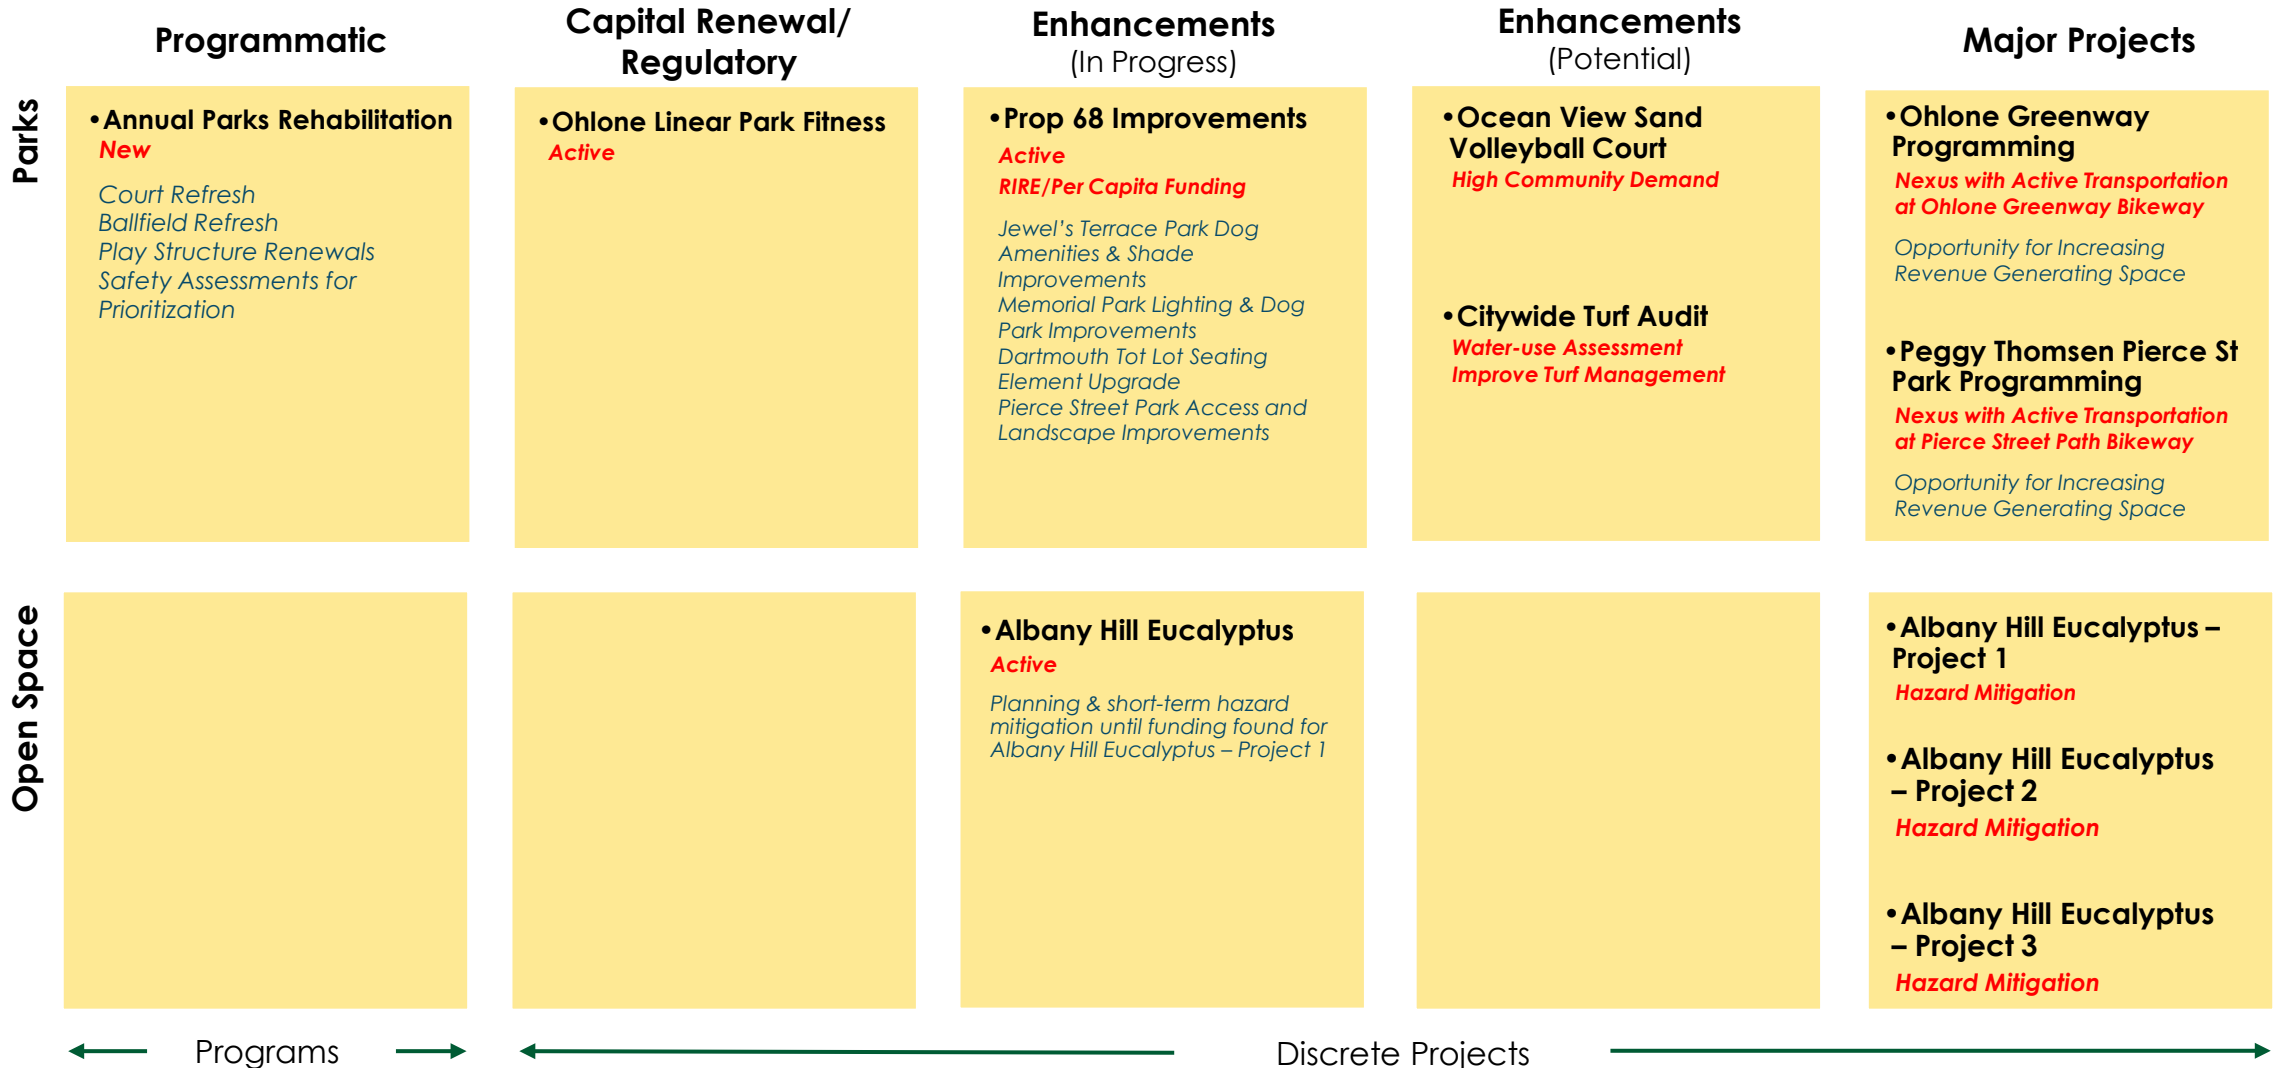 Programmatic
Capital Renewal/
Regulatory
Enhancements
(In Progress)
Enhancements
(Potential)
Major Projects
Parks
•Annual Parks Rehabilitation
New
Court Refresh
Ballfield Refresh
Play Structure Renewals
Safety Assessments for
Prioritization
•Ohlone Linear Park Fitness
Active
•Prop 68 Improvements
Active
RIRE/Per Capita Funding
Jewel's Terrace Park Dog
Amenities & Shade
Improvements
Memorial Park Lighting & Dog
Park Improvements
Dartmouth Tot Lot Seating
Element Upgrade
Pierce Street Park Access and
Landscape Improvements
•Ocean View Sand
Volleyball Court
High Community Demand
•Citywide Turf Audit
Water-use Assessment
Improve Turf Management
•Ohlone Greenway
Programming
Nexus with Active Transportation
at Ohlone Greenway Bikeway
Opportunity for Increasing
Revenue Generating Space
•Peggy Thomsen Pierce St
Park Programming
Nexus with Active Transportation
at Pierce Street Path Bikeway
Opportunity for Increasing
Revenue Generating Space
Open Space
•Albany Hill Eucalyptus
Active
Planning & short-term hazard
mitigation until funding found for
Albany Hill Eucalyptus – Project 1
•Albany Hill Eucalyptus –
Project 1
Hazard Mitigation
•Albany Hill Eucalyptus
– Project 2
Hazard Mitigation
•Albany Hill Eucalyptus
– Project 3
Hazard Mitigation
Programs
Discrete Projects